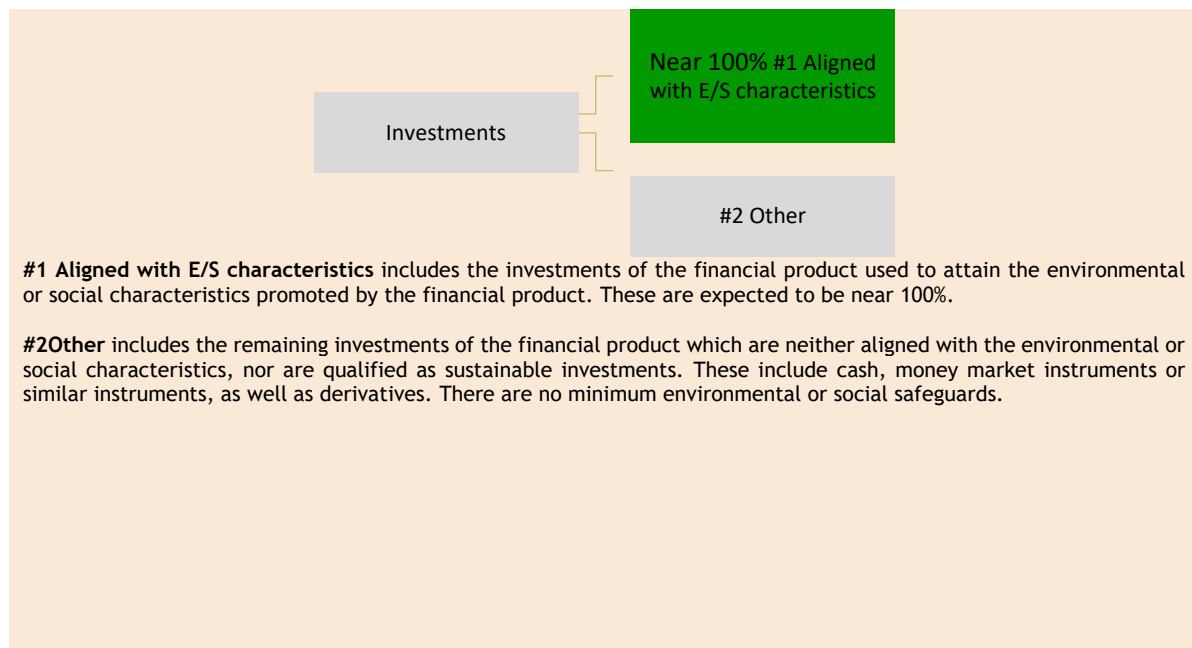 Near 100% #1 Aligned
with E/S characteristics
Investments
#2 Other
#1 Aligned with E/S characteristics includes the investments of the financial product used to attain the environmental
or social characteristics promoted by the financial product. These are expected to be near 100%.
#2Other includes the remaining investments of the financial product which are neither aligned with the environmental or
social characteristics, nor are qualified as sustainable investments. These include cash, money market instruments or
similar instruments, as well as derivatives. There are no minimum environmental or social safeguards.